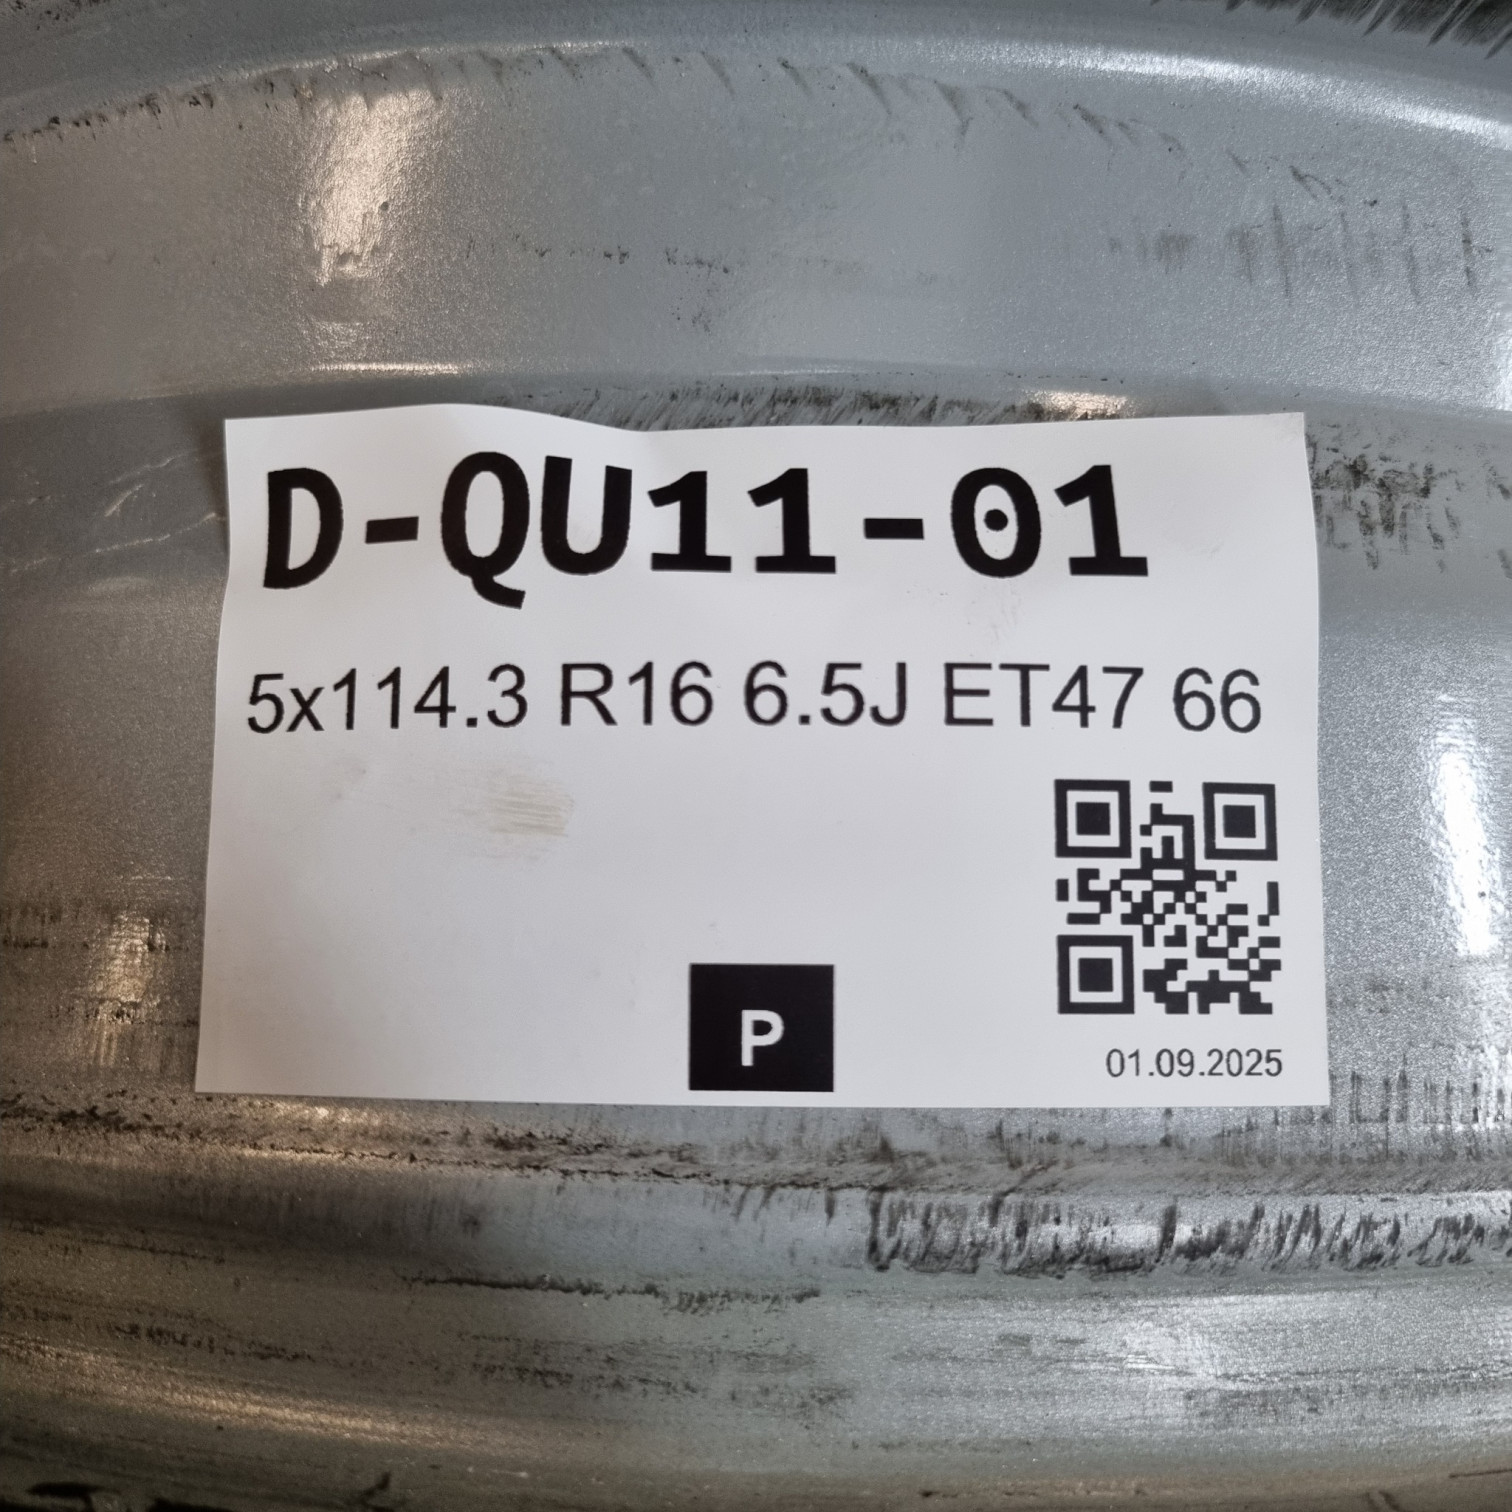 D-QU11-01
5x114.3 R16 6.5J ET47 66
P
01.09.2025